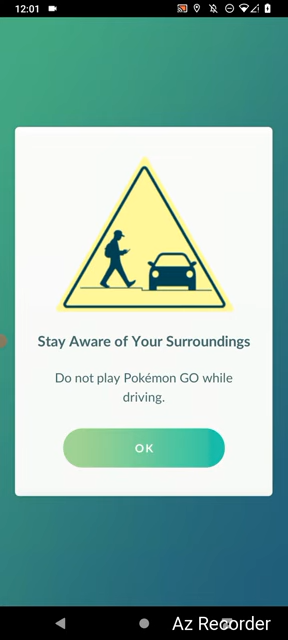 12:01
Stay Aware of Your Surroundings
Do not play Pokémon GO while
driving.
OK
Az Recorder